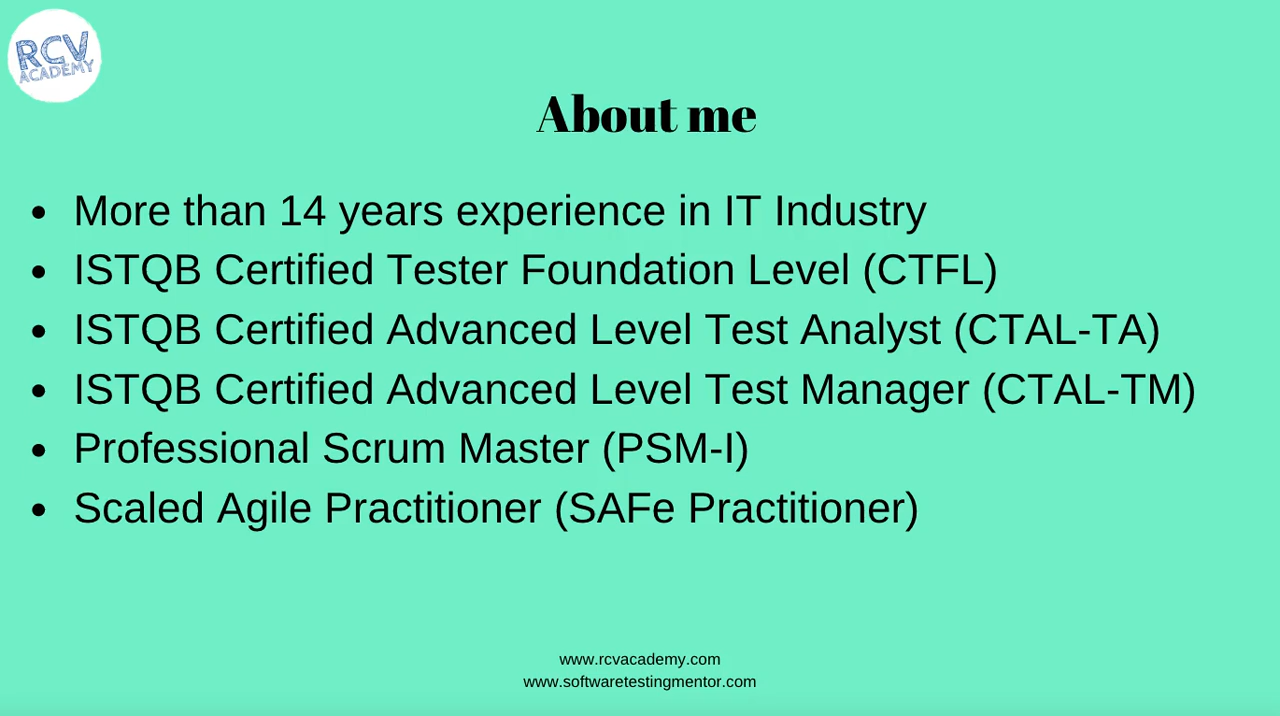 RCV
ACADEMY
About me
• More than 14 years experience in IT Industry
• ISTQB Certified Tester Foundation Level (CTFL)
• ISTQB Certified Advanced Level Test Analyst (CTAL-TA)
• ISTQB Certified Advanced Level Test Manager (CTAL-TM)
• Professional Scrum Master (PSM-I)
• Scaled Agile Practitioner (SAFe Practitioner)
www.rcvacademy.com
www.softwaretestingmentor.com